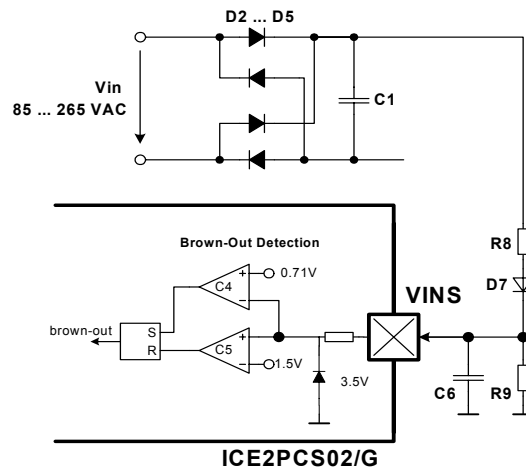 D2 ... D5
Vin
85 ... 265 VAC
C1
R8
D7
Brown-Out Detection
VINS
C4
+
−
0.71V
brown-out
S
R
C5
+
−
1.5V
3.5V
C6
R9
ICE2PCS02/G